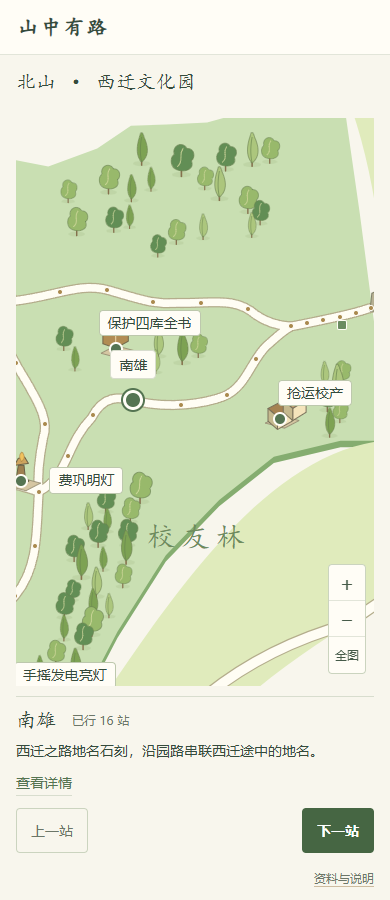 山中有路
北山 • 西迁文化园
保护四库全书
南雄
抢运校产
费巩明灯
校友林
+
−
全图
手摇发电亮灯
南雄 已行 16 站
西迁之路地名石刻，沿园路串联西迁途中的地名。
查看详情
上一站
下一站
资料与说明